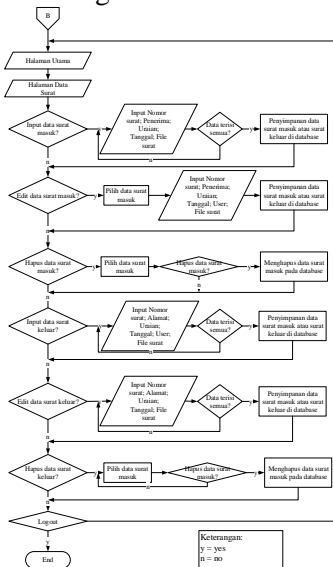 B
Halaman Utama
Halaman Data
Surat
Input data surat
masuk?
y
Input Nomor
surat; Penerima;
Uraian;
Tanggal; File
surat
Data terisi
semua?
y
Penyimpanan data
surat masuk atau surat
keluar di database
n
n
Edit data surat masuk?
y
Pilih data surat
masuk
Input Nomor
surat; Penerima;
Uraian;
Tanggal; User;
File surat
Penyimpanan data
surat masuk atau surat
keluar di database
n
Hapus data surat
masuk?
y
Pilih data surat
masuk
Hapus data surat
masuk?
y
Menghapus data surat
masuk pada database
n
n
Input data surat
keluar?
y
Input Nomor
surat; Alamat;
Uraian;
Tanggal; User;
File surat
Data terisi
semua?
y
Penyimpanan data
surat masuk atau surat
keluar di database
n
n
Edit data surat keluar?
y
Input Nomor
surat; Alamat;
Uraian;
Tanggal; File
surat
Data terisi
semua?
y
Penyimpanan data
surat masuk atau surat
keluar di database
n
n
Hapus data surat
keluar?
y
Pilih data surat
masuk
Hapus data surat
masuk?
y
Menghapus data surat
masuk pada database
n
n
Logout
y
End
Keterangan:
y = yes
n = no